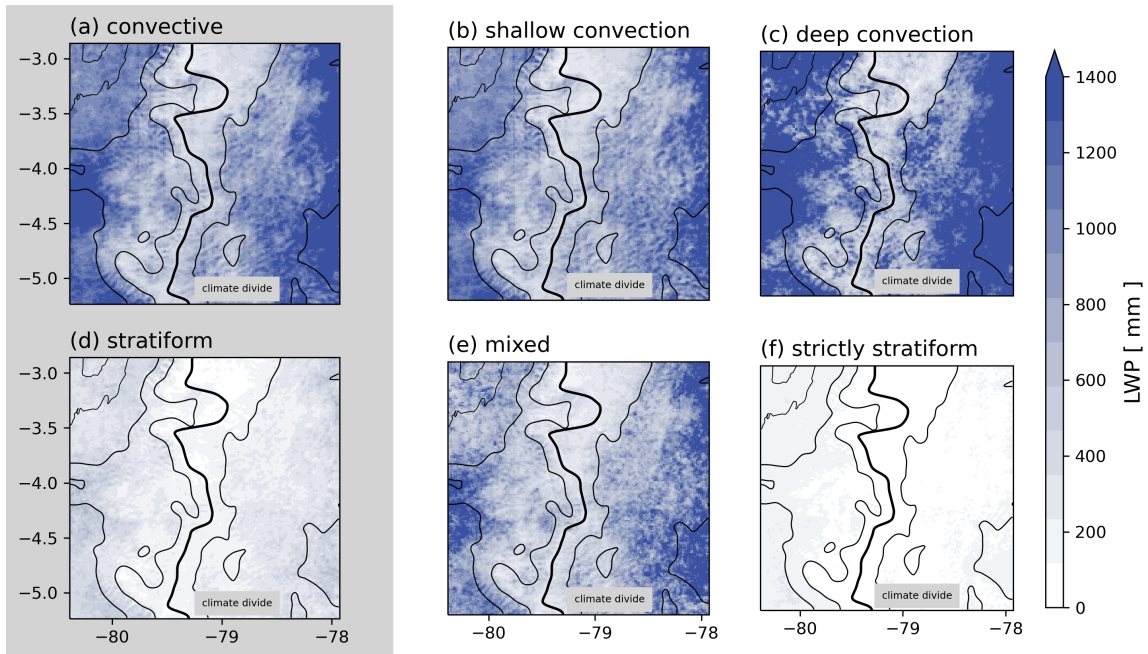 (a) convective
(b) shallow convection
(c) deep convection
−3.0
−3.5
−4.0
−4.5
−5.0
climate divide
climate divide
climate divide
(d) stratiform
(e) mixed
(f) strictly stratiform
−3.0
−3.5
−4.0
−4.5
−5.0
climate divide
climate divide
climate divide
−80
−79
−78
−80
−79
−78
−80
−79
−78
1400
1200
1000
800
600
400
200
0
LWP [ mm ]